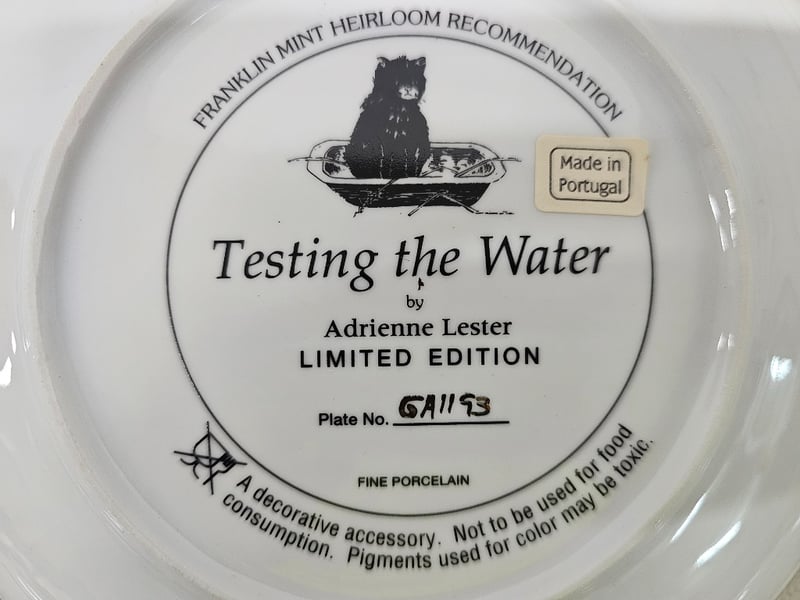 FRANKLIN MINT HEIRLOOM RECOMMENDATION
Made in
Portugal
Testing the Water
by
Adrienne Lester
LIMITED EDITION
Plate No. GA1193
FINE PORCELAIN
A decorative accessory. Not to be used for food
consumption. Pigments used for color may be toxic.